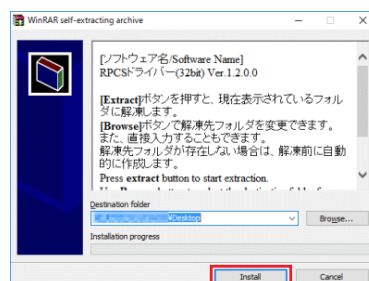 WinRAR self-extracting archive
[ソフトウェア名/Software Name]
RPCSドライバー(32bit) Ver.1.2.0.0
[Extract]ボタンを押すと、現在表示されているフォル
ダに解凍します。
[Browse]ボタンで解凍先フォルダを変更できます。
また、直接入力することもできます。
解凍先フォルダが存在しない場合は、解凍前に自動
的に作成します。
Press extract button to start extraction.
Destination folder
¥Desktop
Browse...
Installation progress
Install
Cancel